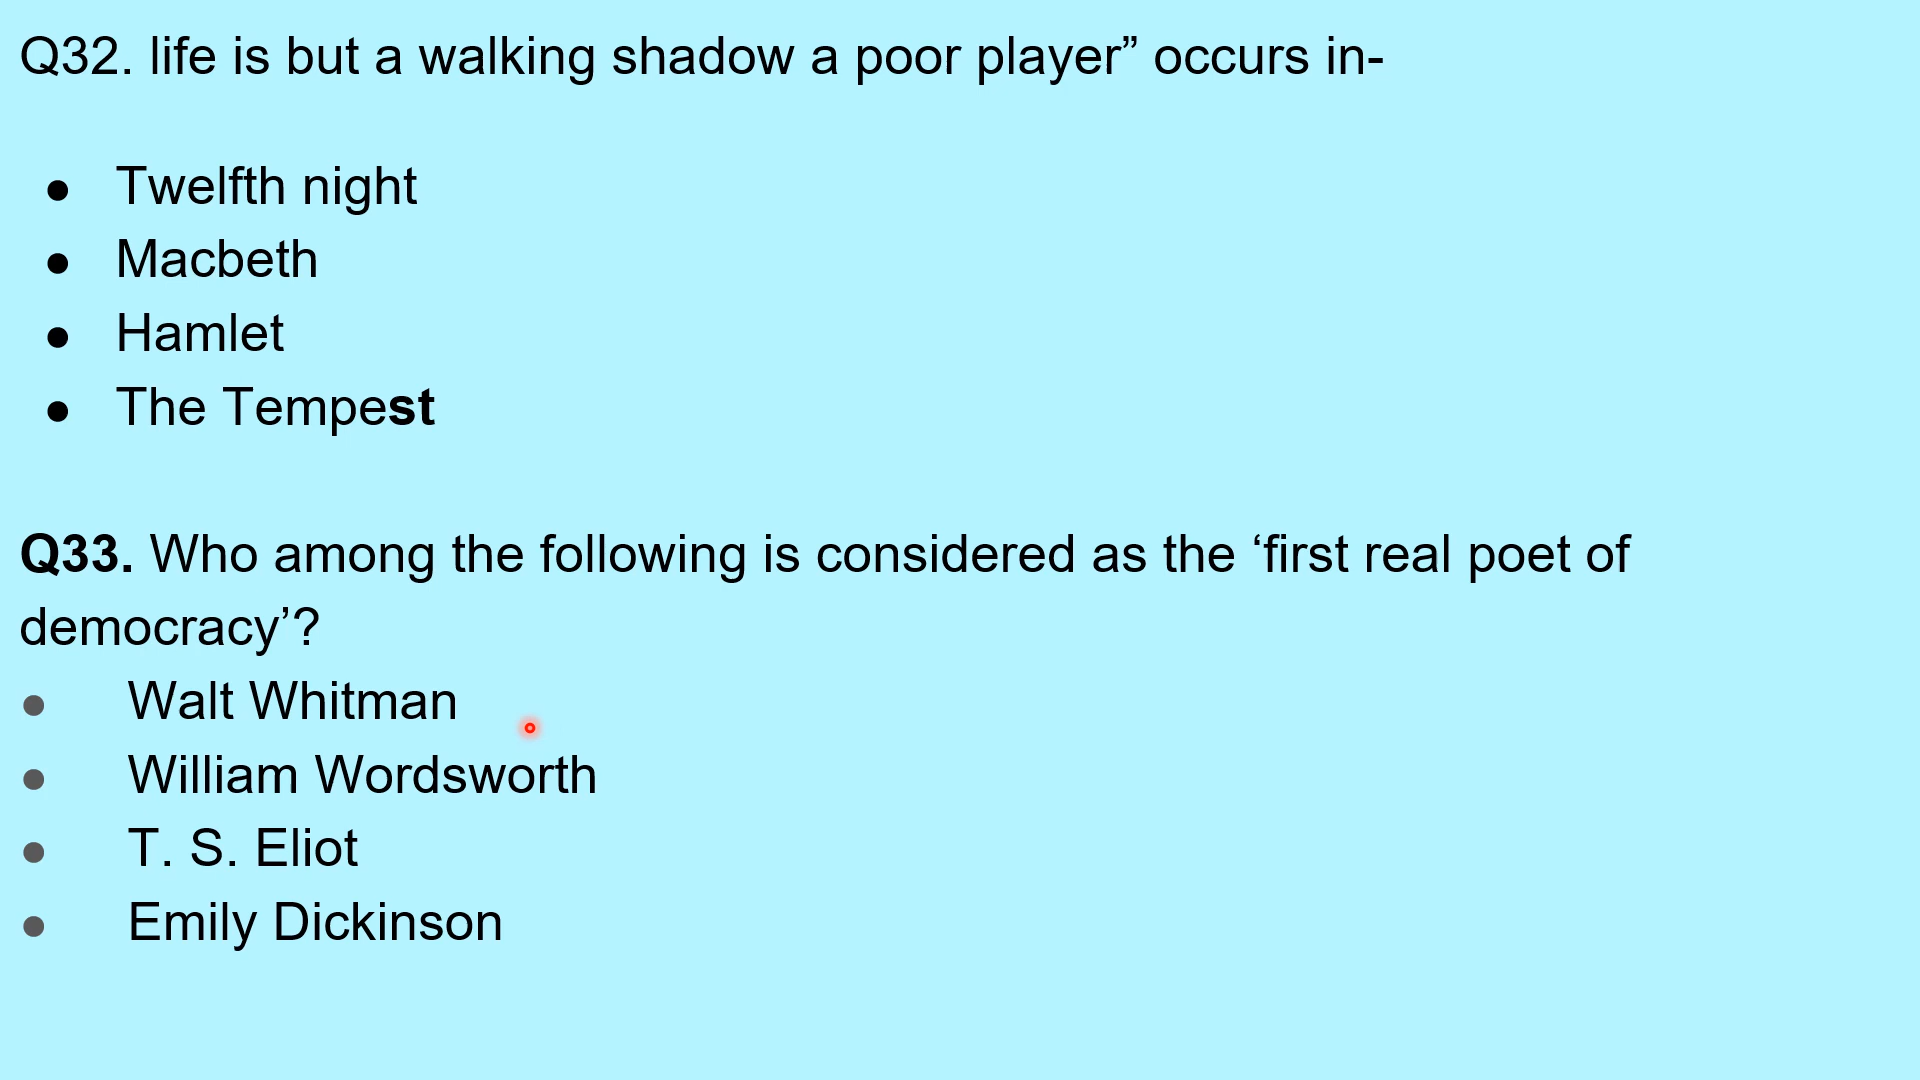 Q32. life is but a walking shadow a poor player” occurs in-
● Twelfth night
● Macbeth
● Hamlet
● The Tempest
Q33. Who among the following is considered as the ‘first real poet of
democracy’?
● Walt Whitman
● William Wordsworth
● T. S. Eliot
● Emily Dickinson